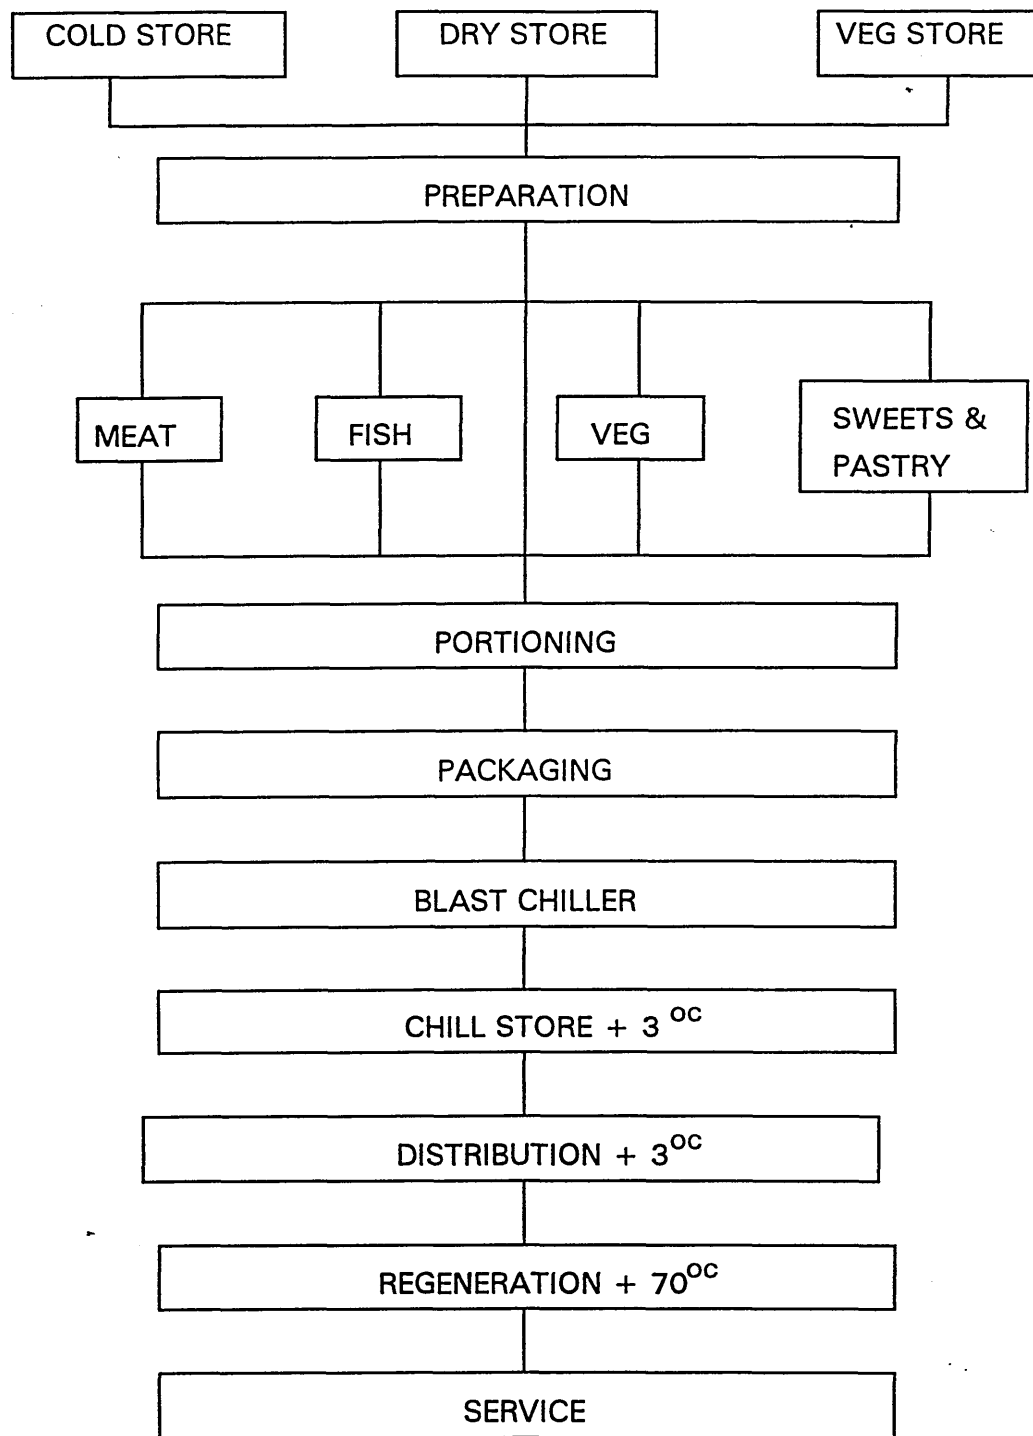 COLD STORE
DRY STORE
VEG STORE
PREPARATION
MEAT
FISH
VEG
SWEETS &
PASTRY
PORTIONING
PACKAGING
BLAST CHILLER
CHILL STORE + 3 OC
DISTRIBUTION + 3OC
REGENERATION + 70OC
SERVICE